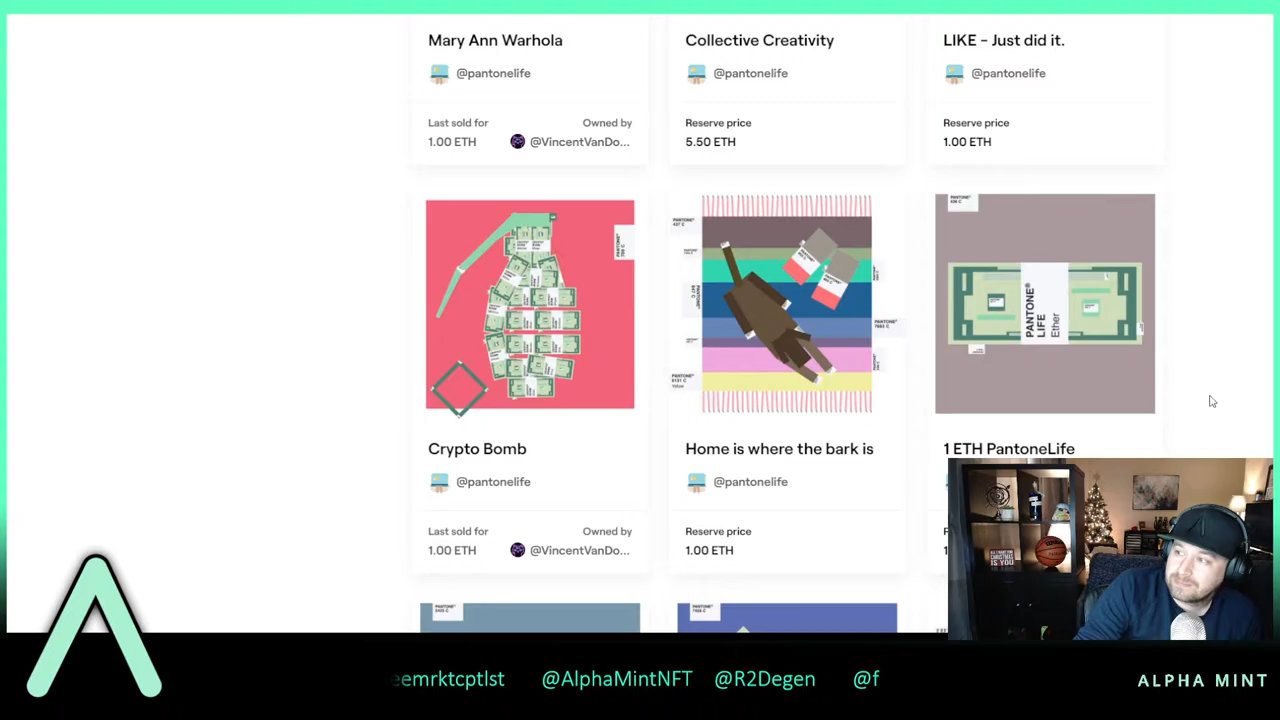 Mary Ann Warhola
@pantonelife
Last sold for
Owned by
1.00 ETH
@VincentVanDo...
Collective Creativity
@pantonelife
Reserve price
5.50 ETH
LIKE - Just did it.
@pantonelife
Reserve price
1.00 ETH
PANTONE®
LIFE
Ether
Crypto Bomb
@pantonelife
Last sold for
Owned by
1.00 ETH
@VincentVanDo...
Home is where the bark is
@pantonelife
Reserve price
1.00 ETH
1 ETH PantoneLife
eemrktcptlst
@AlphaMintNFT
@R2Degen
@f
ALPHA MINT